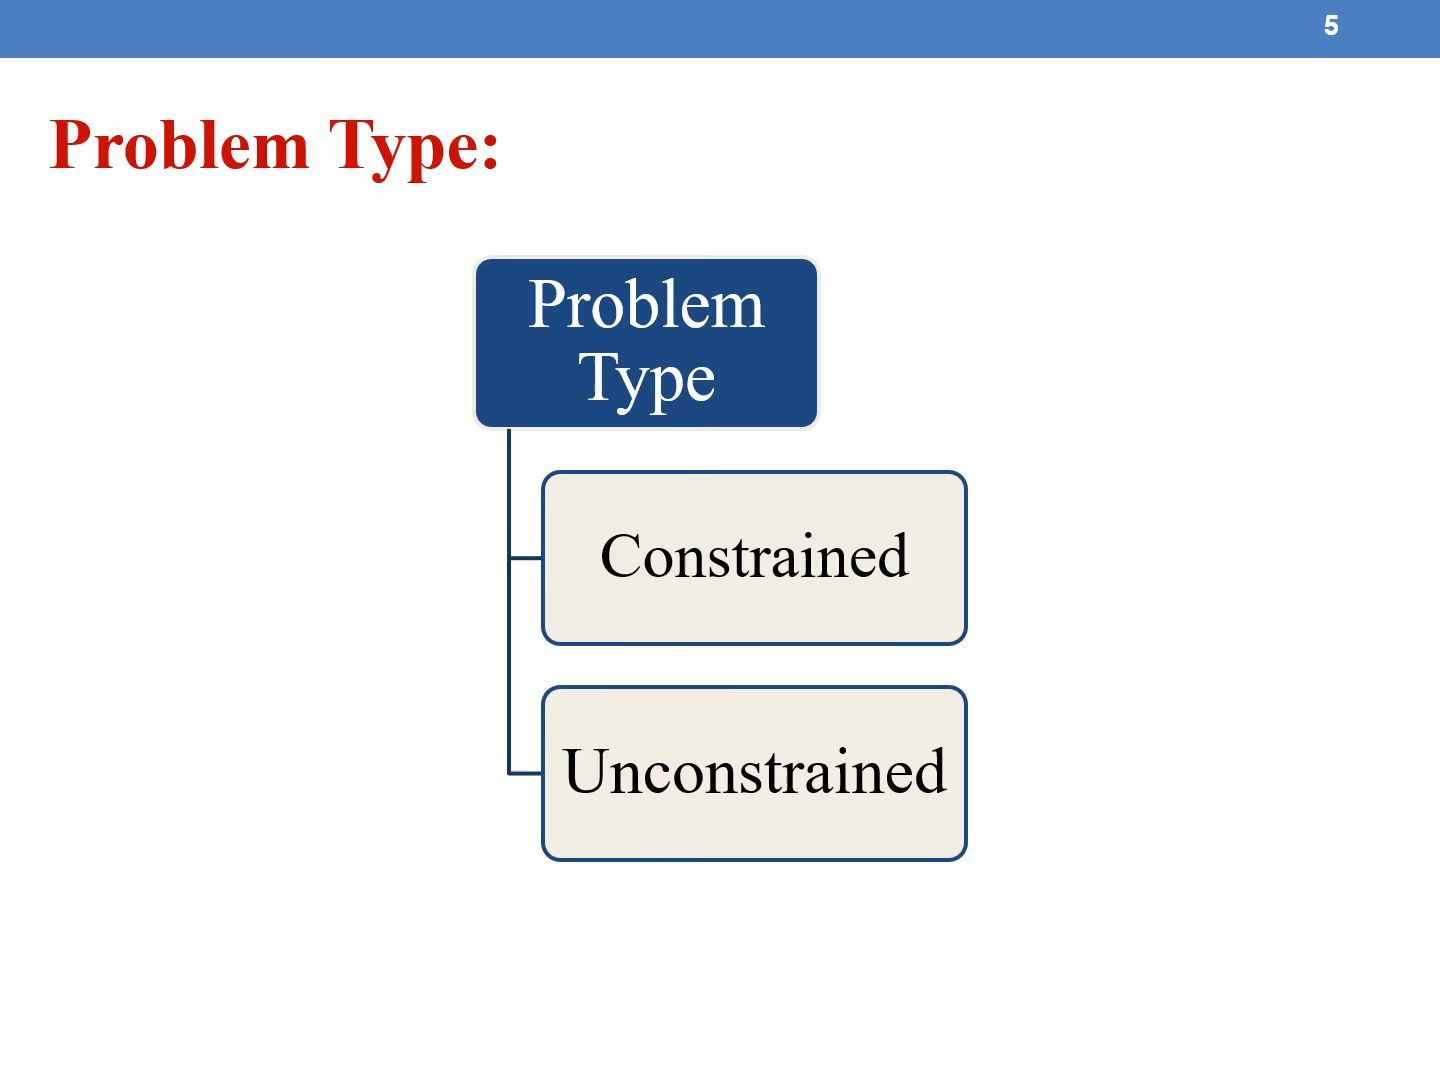 5
Problem Type:
Problem
Type
Constrained
Unconstrained